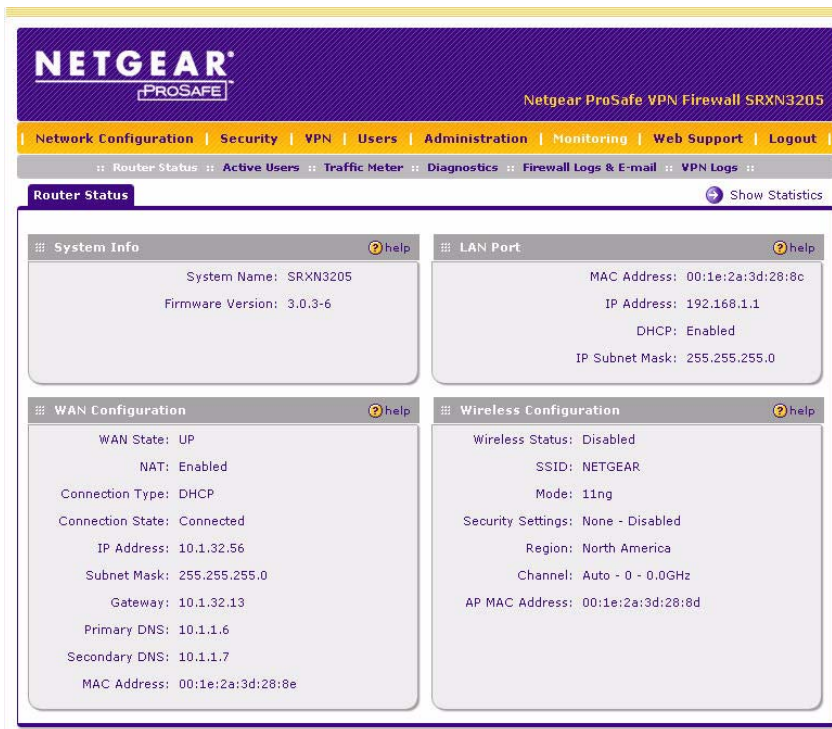 NETGEAR®
PROSAFE
Netgear ProSafe VPN Firewall SRXN3205
| Network Configuration | Security | VPN | Users | Administration | Monitoring | Web Support | Logout |
:: Router Status :: Active Users :: Traffic Meter :: Diagnostics :: Firewall Logs & E-mail :: VPN Logs ::
Router Status
Show Statistics
System Info
help
System Name: SRXN3205
Firmware Version: 3.0.3-6
LAN Port
help
MAC Address: 00:1e:2a:3d:28:8c
IP Address: 192.168.1.1
DHCP: Enabled
IP Subnet Mask: 255.255.255.0
WAN Configuration
help
WAN State: UP
NAT: Enabled
Connection Type: DHCP
Connection State: Connected
IP Address: 10.1.32.56
Subnet Mask: 255.255.255.0
Gateway: 10.1.32.13
Primary DNS: 10.1.1.6
Secondary DNS: 10.1.1.7
MAC Address: 00:1e:2a:3d:28:8e
Wireless Configuration
help
Wireless Status: Disabled
SSID: NETGEAR
Mode: 11ng
Security Settings: None - Disabled
Region: North America
Channel: Auto - 0 - 0.0GHz
AP MAC Address: 00:1e:2a:3d:28:8d